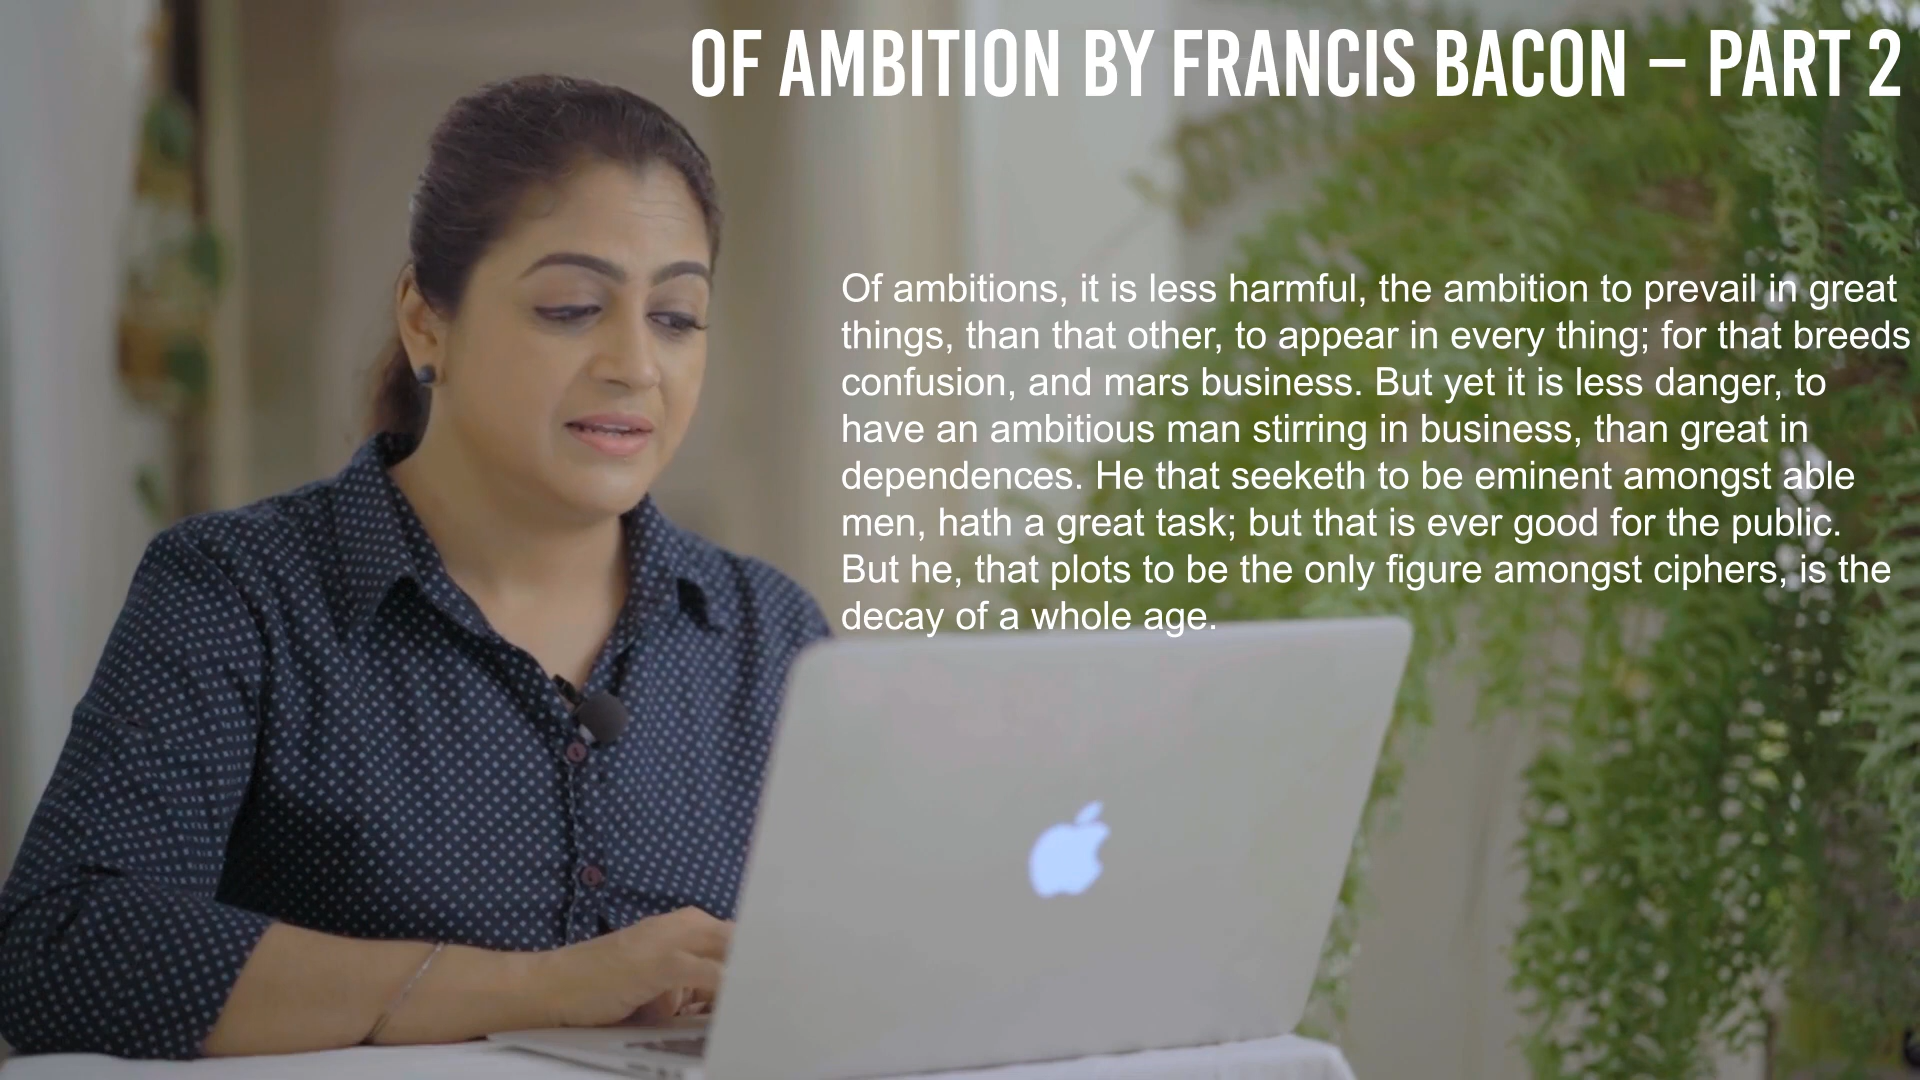 OF AMBITION BY FRANCIS BACON – PART 2
Of ambitions, it is less harmful, the ambition to prevail in great
things, than that other, to appear in every thing; for that breeds
confusion, and mars business. But yet it is less danger, to
have an ambitious man stirring in business, than great in
dependences. He that seeketh to be eminent amongst able
men, hath a great task; but that is ever good for the public.
But he, that plots to be the only figure amongst ciphers, is the
decay of a whole age.